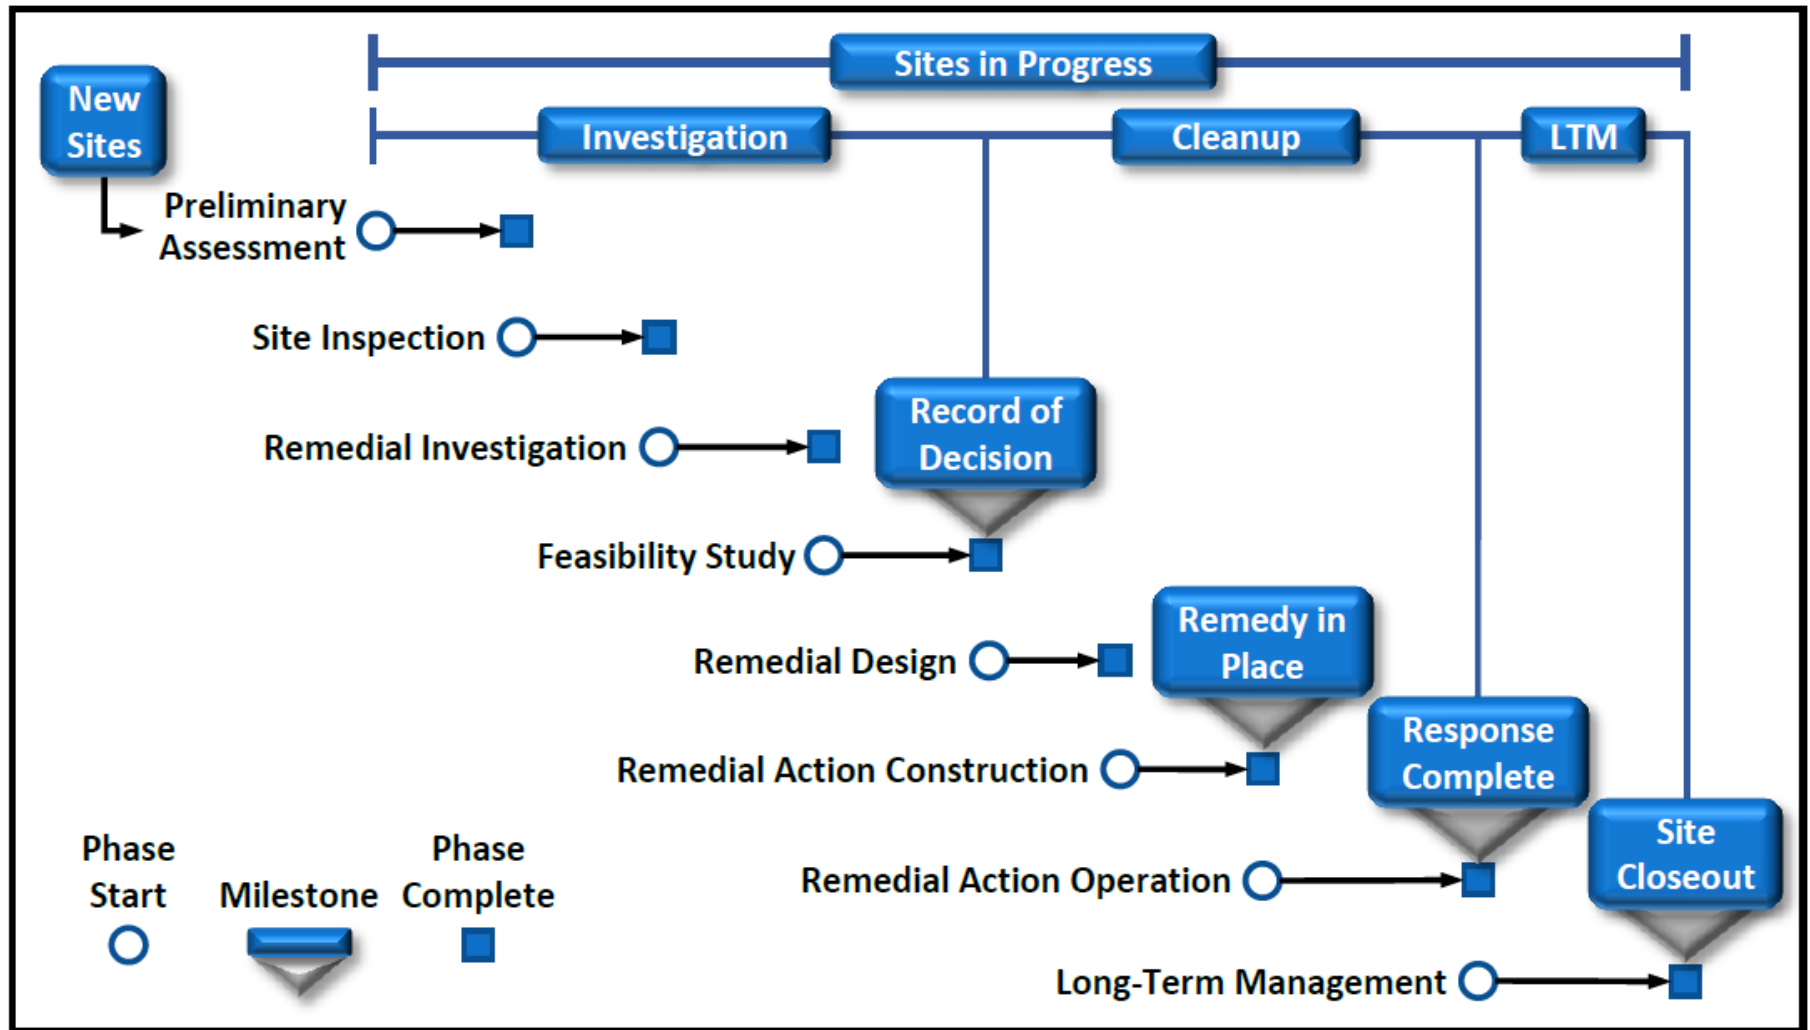 Sites in Progress
New
Sites
Investigation
Cleanup
LTM
Preliminary
Assessment
Site Inspection
Record of
Decision
Remedial Investigation
Feasibility Study
Remedy in
Place
Remedial Design
Response
Complete
Remedial Action Construction
Site
Closeout
Remedial Action Operation
Phase
Start
Milestone
Phase
Complete
Long-Term Management